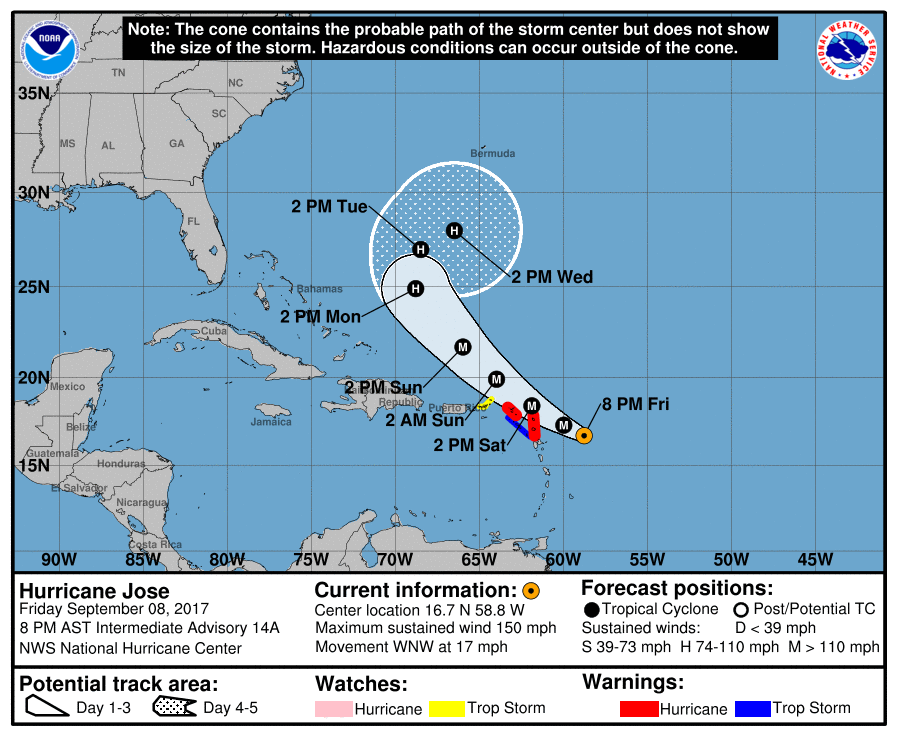 Note: The cone contains the probable path of the storm center but does not show
the size of the storm. Hazardous conditions can occur outside of the cone.
NOAA
NATIONAL WEATHER SERVICE
TN
NC
35N
SC
MS
AL
GA
Bermuda
30N
2 PM Tue
FL
2 PM Wed
25N
Bahamas
2 PM Mon
Cuba
20N
Mexico
2 PM Sun
Republic
Puerto
8 PM Fri
Jamaica
2 AM Sun
Belize
2 PM Sat
Guatemala
15N
Honduras
El Salvador
Nicaragua
Costa Rica
90W 85W 80W 75W 70W 65W 60W 55W 50W 45W
H
H
H
M
M
M
M
Hurricane Jose
Friday September 08, 2017
8 PM AST Intermediate Advisory 14A
NWS National Hurricane Center
Current information:
Center location 16.7 N 58.8 W
Maximum sustained wind 150 mph
Movement WNW at 17 mph
Forecast positions:
Tropical Cyclone Post/Potential TC
Sustained winds: D < 39 mph
S 39-73 mph H 74-110 mph M > 110 mph
Potential track area:
Day 1-3 Day 4-5
Watches:
Hurricane Trop Storm
Warnings:
Hurricane Trop Storm